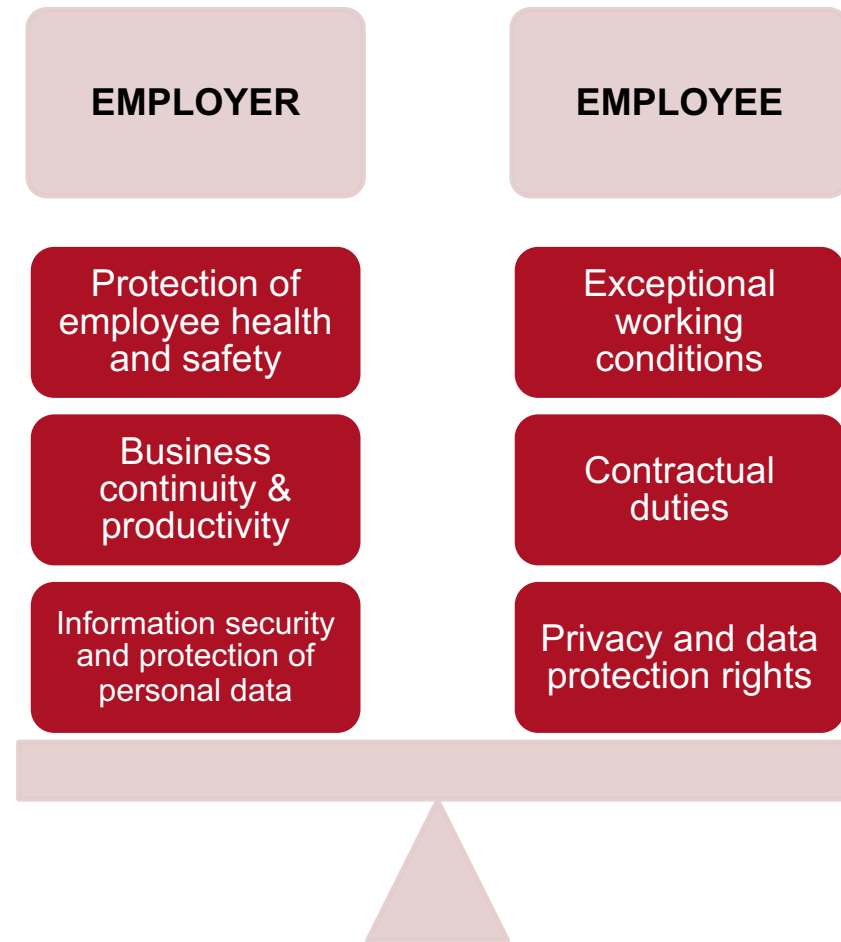 EMPLOYER
EMPLOYEE
Protection of
employee health
and safety
Exceptional
working
conditions
Business
continuity &
productivity
Contractual
duties
Information security
and protection of
personal data
Privacy and data
protection rights